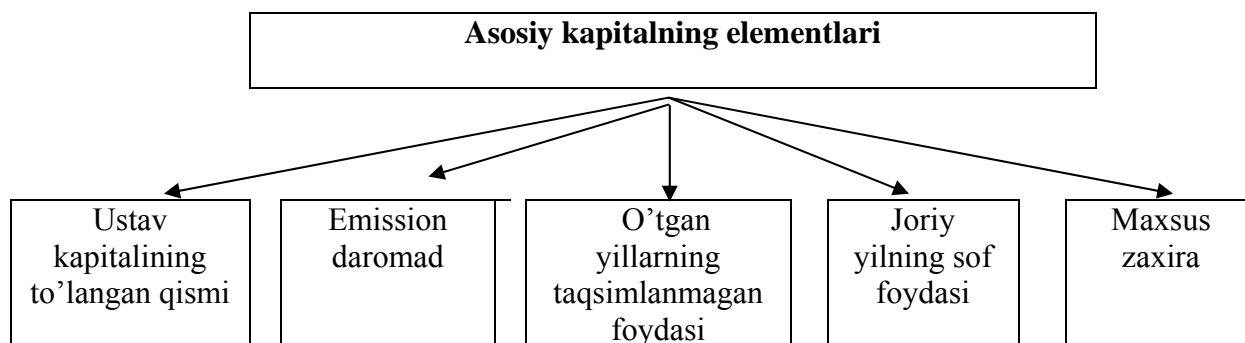 Asosiy kapitalning elementlari
Ustav
kapitalining
to’langan qismi
Emission
daromad
O’tgan
yillarning
taqsimlanmagan
foydasi
Joriy
yilning sof
foydasi
Maxsus
zaxira